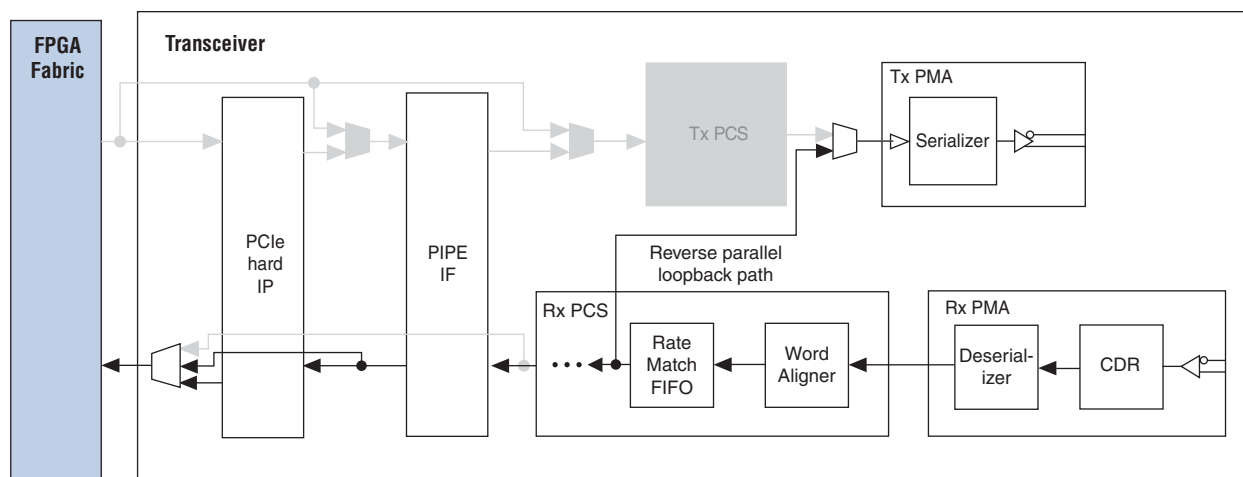 FPGA
Fabric
Transceiver
Tx PMA
Tx PCS
Serializer
PCIe
hard
IP
PIPE
IF
Reverse parallel
loopback path
Rx PCS
Rate
Match
FIFO
Word
Aligner
Rx PMA
Deserial-
izer
CDR